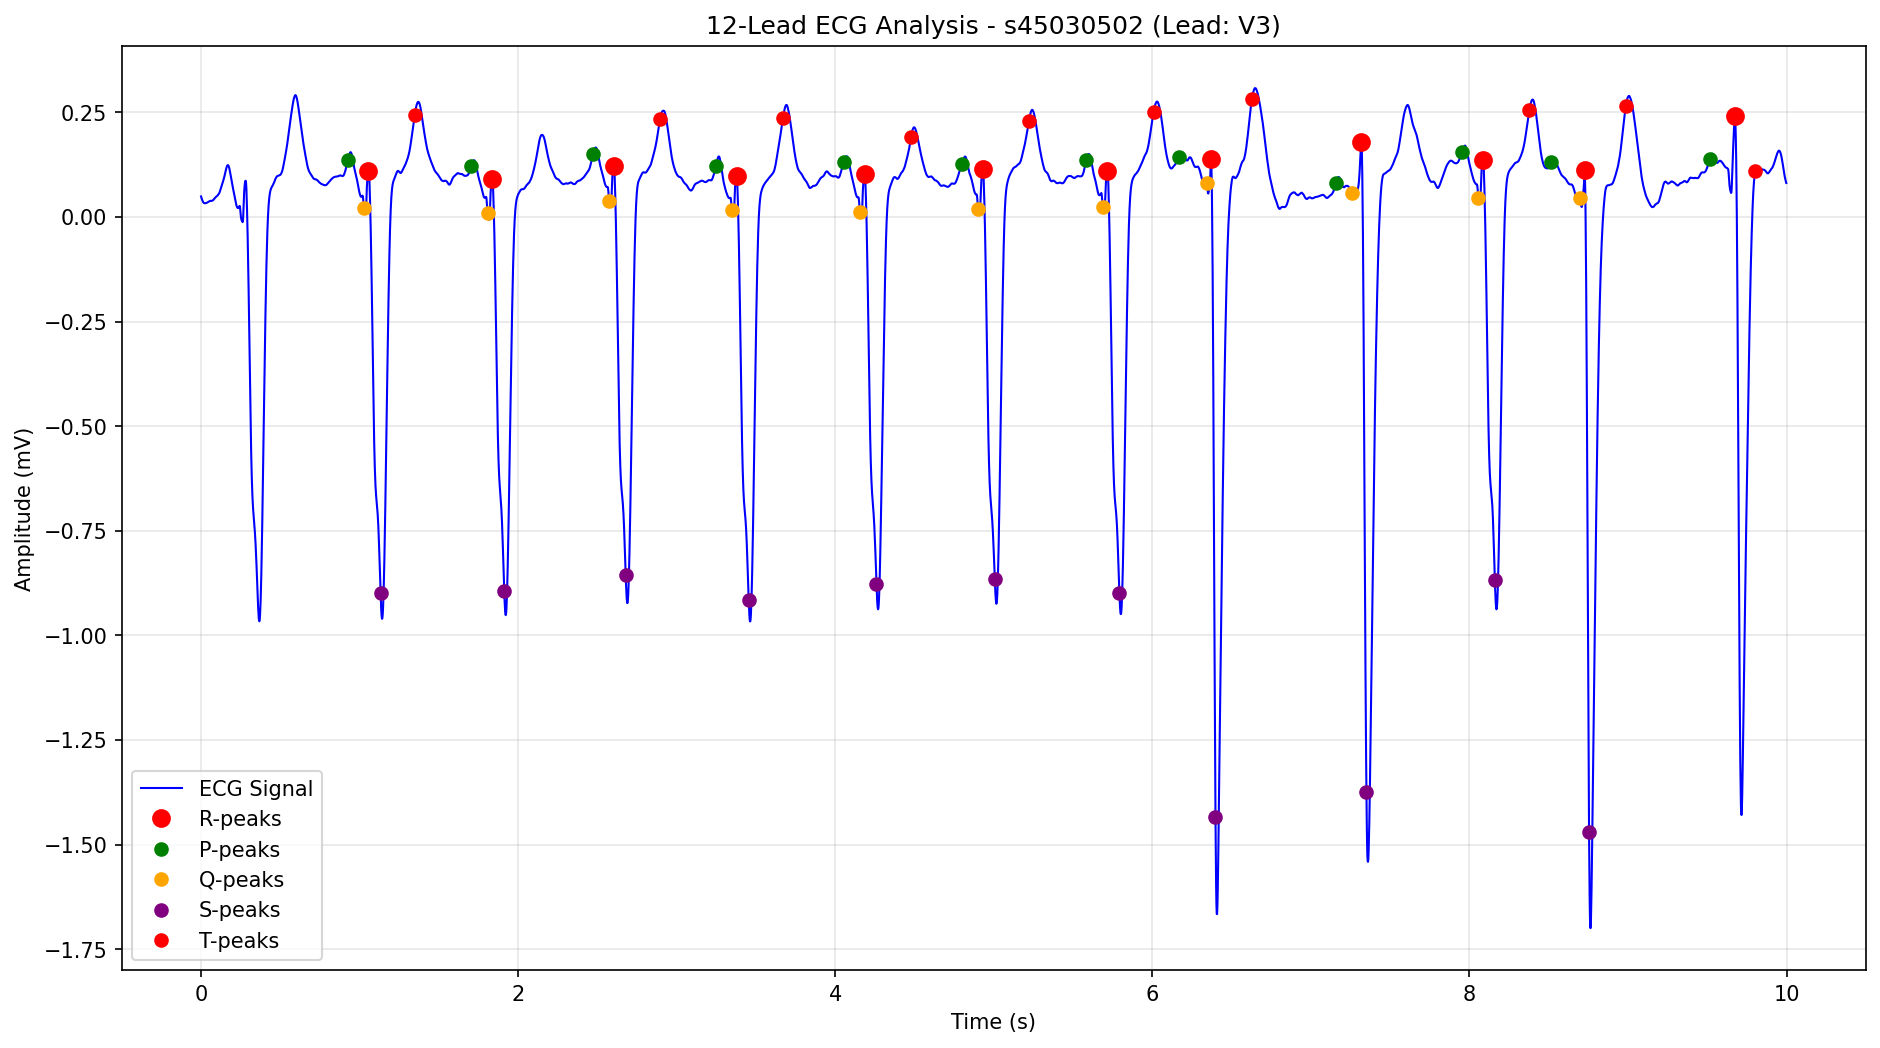 12-Lead ECG Analysis - s45030502 (Lead: V3)
0.25
0.00
−0.25
−0.50
−0.75
−1.00
−1.25
−1.50
−1.75
Amplitude (mV)
ECG Signal
R-peaks
P-peaks
Q-peaks
S-peaks
T-peaks
0 2 4 6 8 10
Time (s)